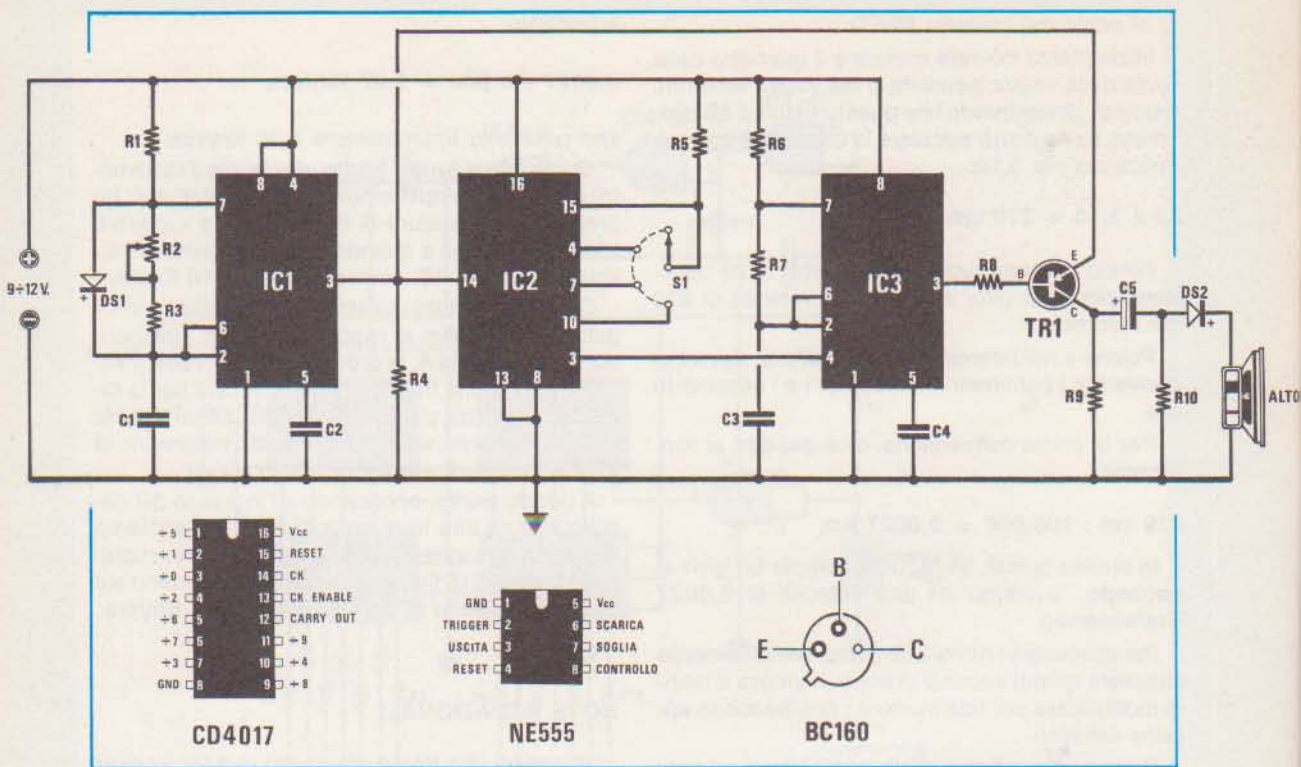 R1
8 4
7
R2
DS1
+
R3
6
2
IC1
3
1 5
C1
C2
R4
9÷12 V.
16
15
4
7
10
3
14
IC2
13 8
R5
S1
R6
R7
C3
8
7
6
2
4
IC3
3
1 5
C4
R8
B
E
C
TR1
C5
+
DS2
+
R9
R10
ALTO
÷5 1 16 Vcc
÷1 2 15 RESET
÷0 3 14 CK
÷2 4 13 CK ENABLE
÷6 5 12 CARRY OUT
÷7 6 11 ÷9
÷3 7 10 ÷4
GND 8 9 ÷8
CD4017
GND 1 5 Vcc
TRIGGER 2 6 SCARICA
USCITA 3 7 SOGLIA
RESET 4 8 CONTROLLO
NE555
B
E
C
BC160